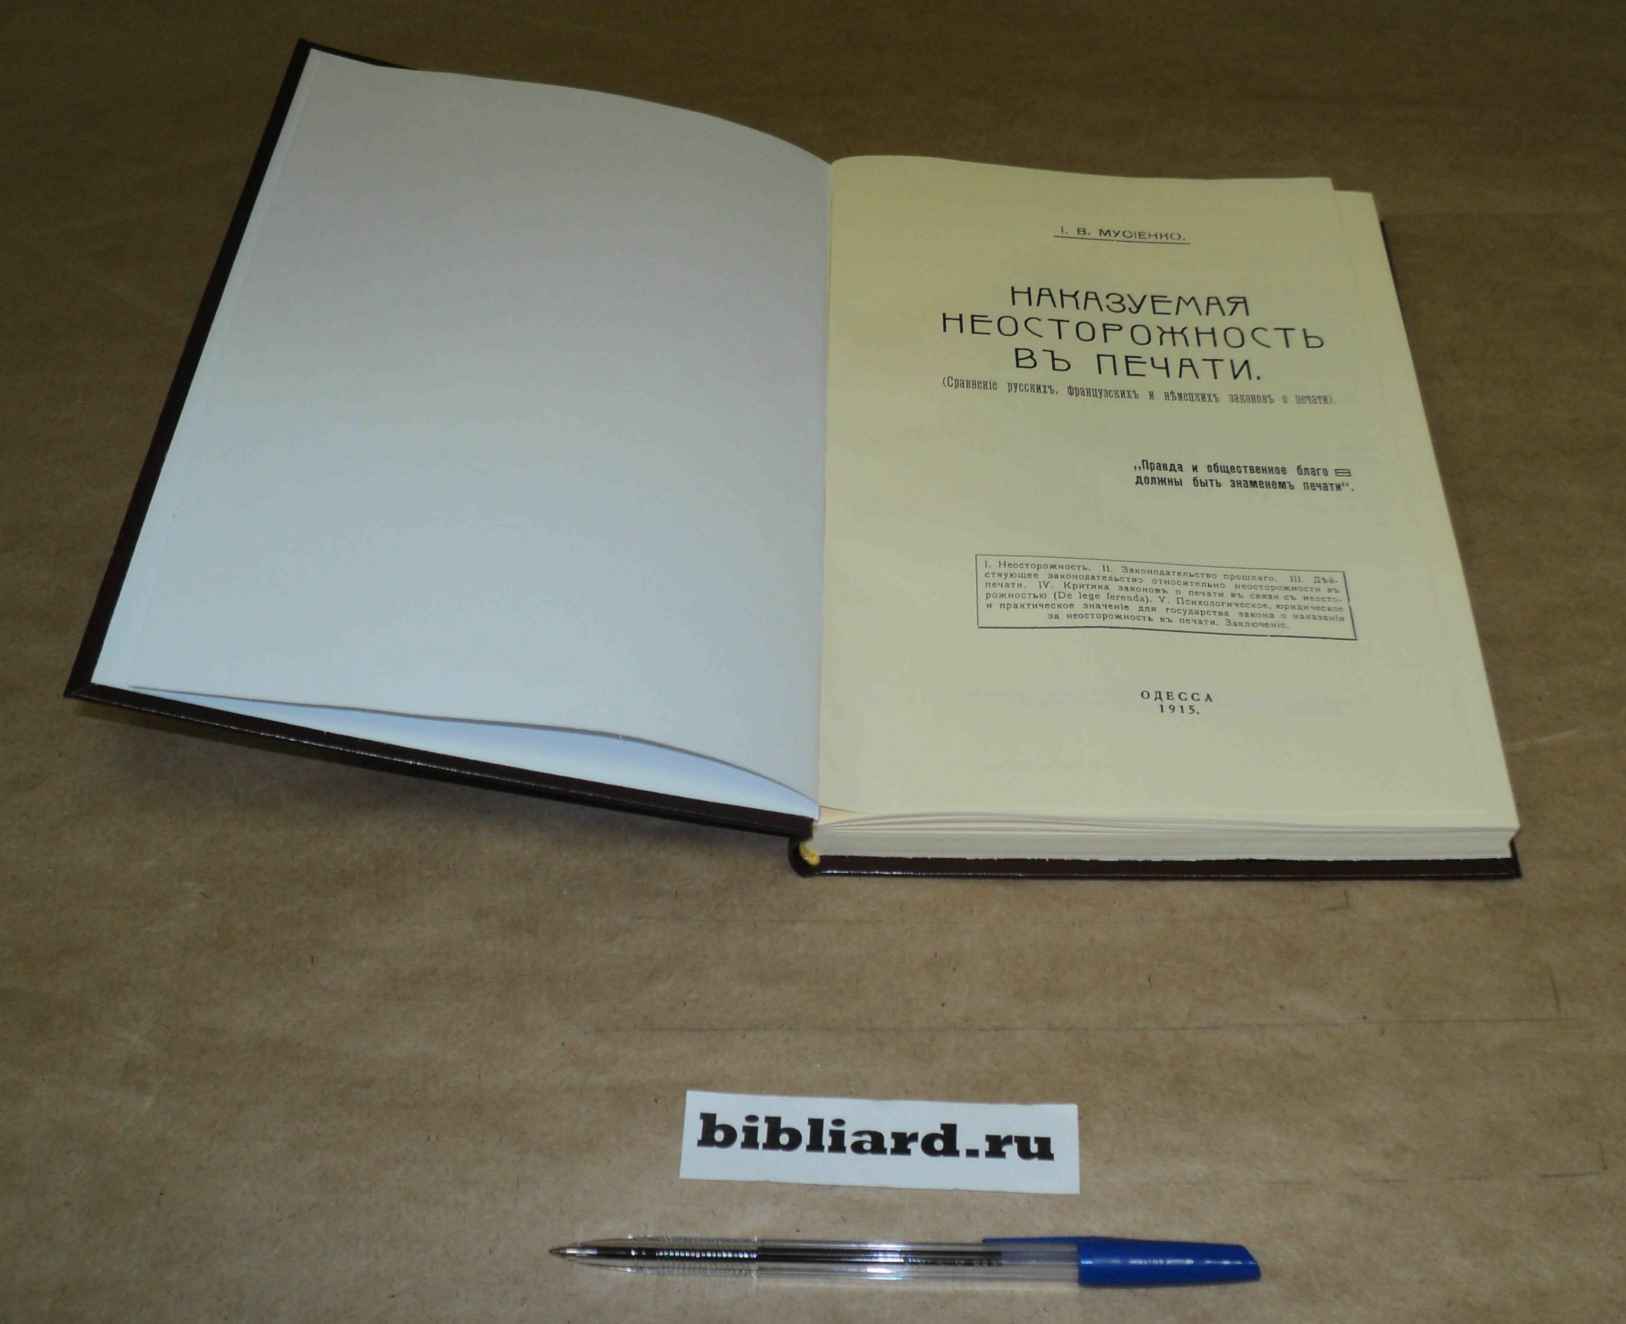 І. В. МУСІЕНКО.
НАКАЗУЕМАЯ
НЕОСТОРОЖНОСТЬ
ВЪ ПЕЧАТИ.
(Сравненіе русскихъ, французскихъ и нѣмецкихъ законовъ о печати).
„Правда и общественное благо
должны быть знаменемъ печати“.
I. Неосторожность. II. Законодательство прошлаго. III. Дѣй-
ствующее законодательство относительно неосторожности въ
печати. IV. Критика законовъ о печати въ связи съ неосто-
рожностью (De lege ferenda). V. Психологическое, юридическое
и практическое значеніе для государства закона о наказаніи
за неосторожность въ печати. Заключеніе.
ОДЕССА
1915.
bibliard.ru